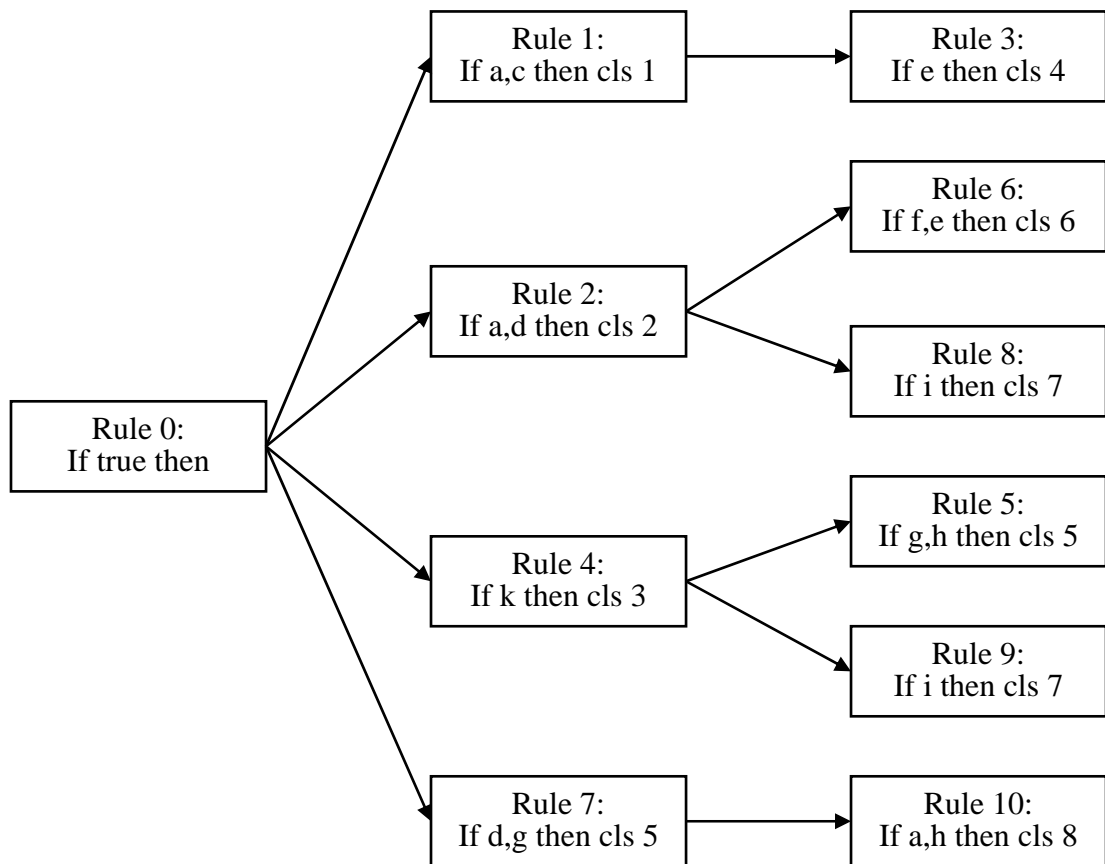 Rule 1:
If a,c then cls 1
Rule 3:
If e then cls 4
Rule 6:
If f,e then cls 6
Rule 2:
If a,d then cls 2
Rule 8:
If i then cls 7
Rule 0:
If true then
Rule 5:
If g,h then cls 5
Rule 4:
If k then cls 3
Rule 9:
If i then cls 7
Rule 7:
If d,g then cls 5
Rule 10:
If a,h then cls 8